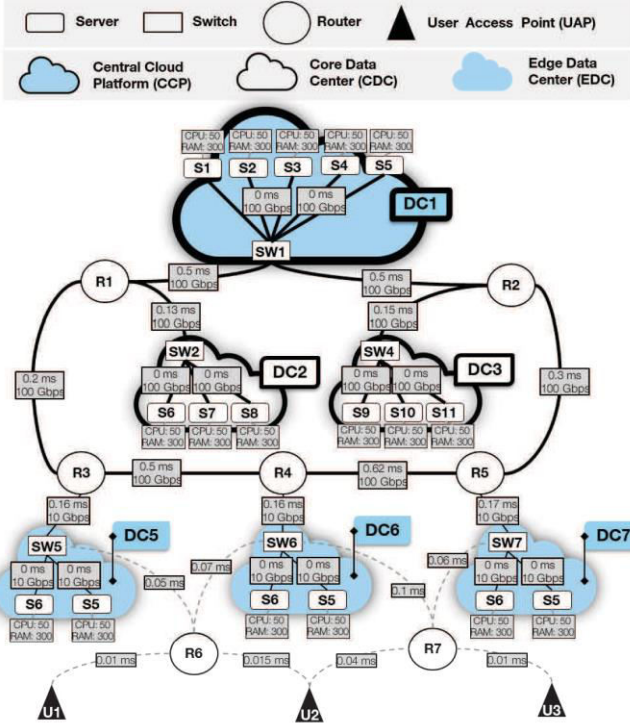 Server
Switch
Router
User Access Point (UAP)
Central Cloud
Platform (CCP)
Core Data
Center (CDC)
Edge Data
Center (EDC)
CPU: 50
RAM: 300
CPU: 50
RAM: 300
CPU: 50
RAM: 300
CPU: 50
RAM: 300
CPU: 50
RAM: 300
S1
S2
S3
S4
S5
0 ms
100 Gbps
0 ms
100 Gbps
DC1
SW1
R1
0.5 ms
100 Gbps
0.5 ms
100 Gbps
R2
0.13 ms
100 Gbps
0.15 ms
100 Gbps
SW2
SW4
DC2
DC3
0.2 ms
100 Gbps
0 ms
100 Gbps
0 ms
100 Gbps
0 ms
100 Gbps
0 ms
100 Gbps
0.3 ms
100 Gbps
S6
S7
S8
S9
S10
S11
CPU: 50
RAM: 300
CPU: 50
RAM: 300
CPU: 50
RAM: 300
CPU: 50
RAM: 300
CPU: 50
RAM: 300
CPU: 50
RAM: 300
R3
0.5 ms
100 Gbps
R4
0.62 ms
100 Gbps
R5
0.16 ms
10 Gbps
0.16 ms
10 Gbps
0.17 ms
10 Gbps
DC5
DC6
DC7
SW5
SW6
SW7
0 ms
10 Gbps
0 ms
10 Gbps
0.05 ms
0.07 ms
0 ms
10 Gbps
0 ms
10 Gbps
0.1 ms
0.06 ms
0 ms
10 Gbps
0 ms
10 Gbps
S6
S5
S6
S5
S6
S5
CPU: 50
RAM: 300
CPU: 50
RAM: 300
CPU: 50
RAM: 300
CPU: 50
RAM: 300
CPU: 50
RAM: 300
CPU: 50
RAM: 300
R6
R7
0.01 ms
0.015 ms
0.04 ms
0.01 ms
U1
U2
U3